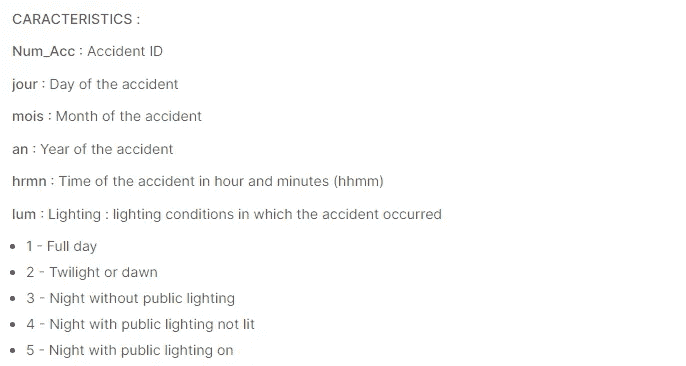 CARACTERISTICS :
Num_Acc : Accident ID
jour : Day of the accident
mois : Month of the accident
an : Year of the accident
hrmn : Time of the accident in hour and minutes (hhmm)
lum : Lighting : lighting conditions in which the accident occurred
• 1 - Full day
• 2 - Twilight or dawn
• 3 - Night without public lighting
• 4 - Night with public lighting not lit
• 5 - Night with public lighting on